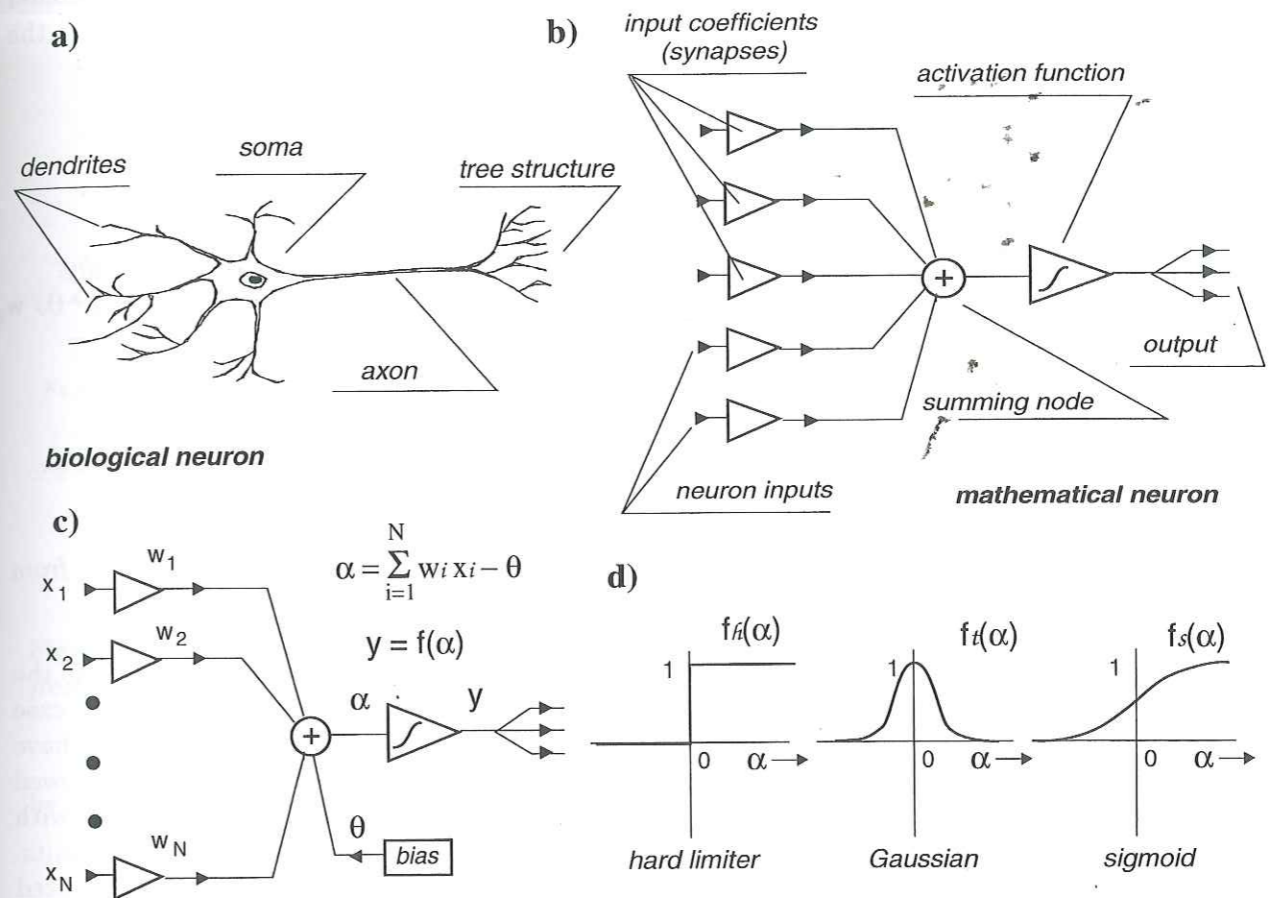 a)
dendrites
soma
tree structure
axon
biological neuron
b)
input coefficients
(synapses)
activation function
output
summing node
neuron inputs
mathematical neuron
c)
x1
w1
x2
w2
xN
wN
α = N Σ i=1 wi xi − θ
y = f(α)
α
y
θ
bias
d)
fh(α)
1
0
α
hard limiter
ft(α)
1
0
α
Gaussian
fs(α)
1
0
α
sigmoid
the
from